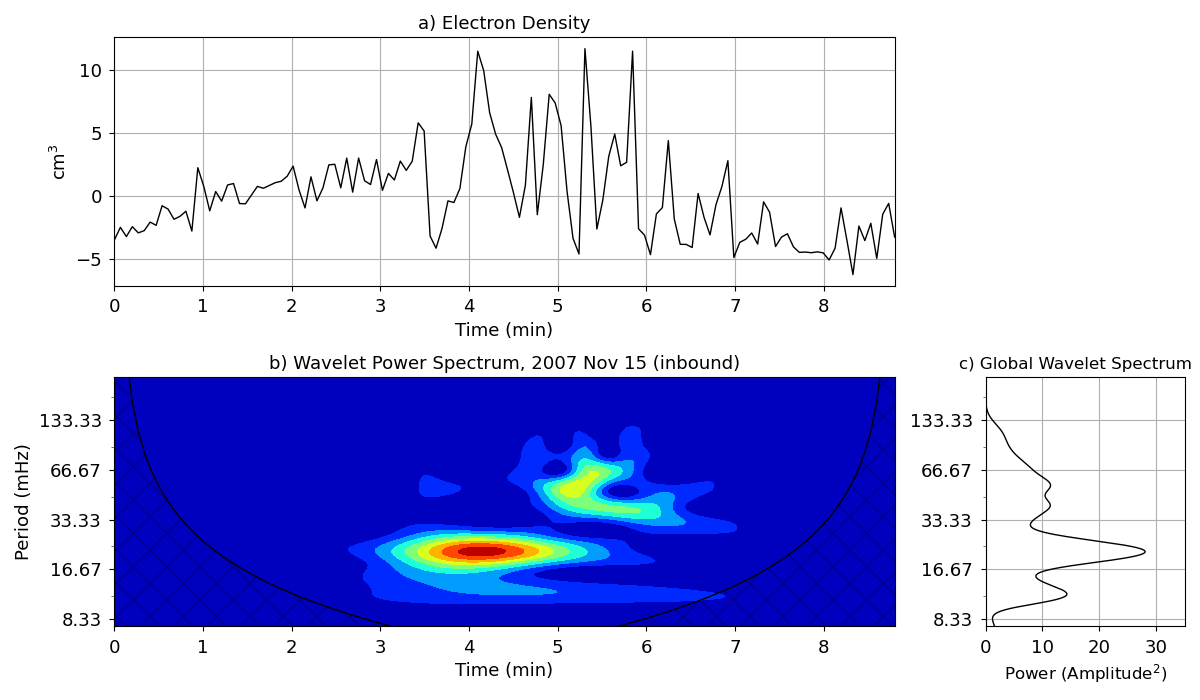 a) Electron Density
10
5
0
−5
cm³
0 1 2 3 4 5 6 7 8
Time (min)
b) Wavelet Power Spectrum, 2007 Nov 15 (inbound)
133.33
66.67
33.33
16.67
8.33
Period (mHz)
0 1 2 3 4 5 6 7 8
Time (min)
c) Global Wavelet Spectrum
133.33
66.67
33.33
16.67
8.33
0 10 20 30
Power (Amplitude²)